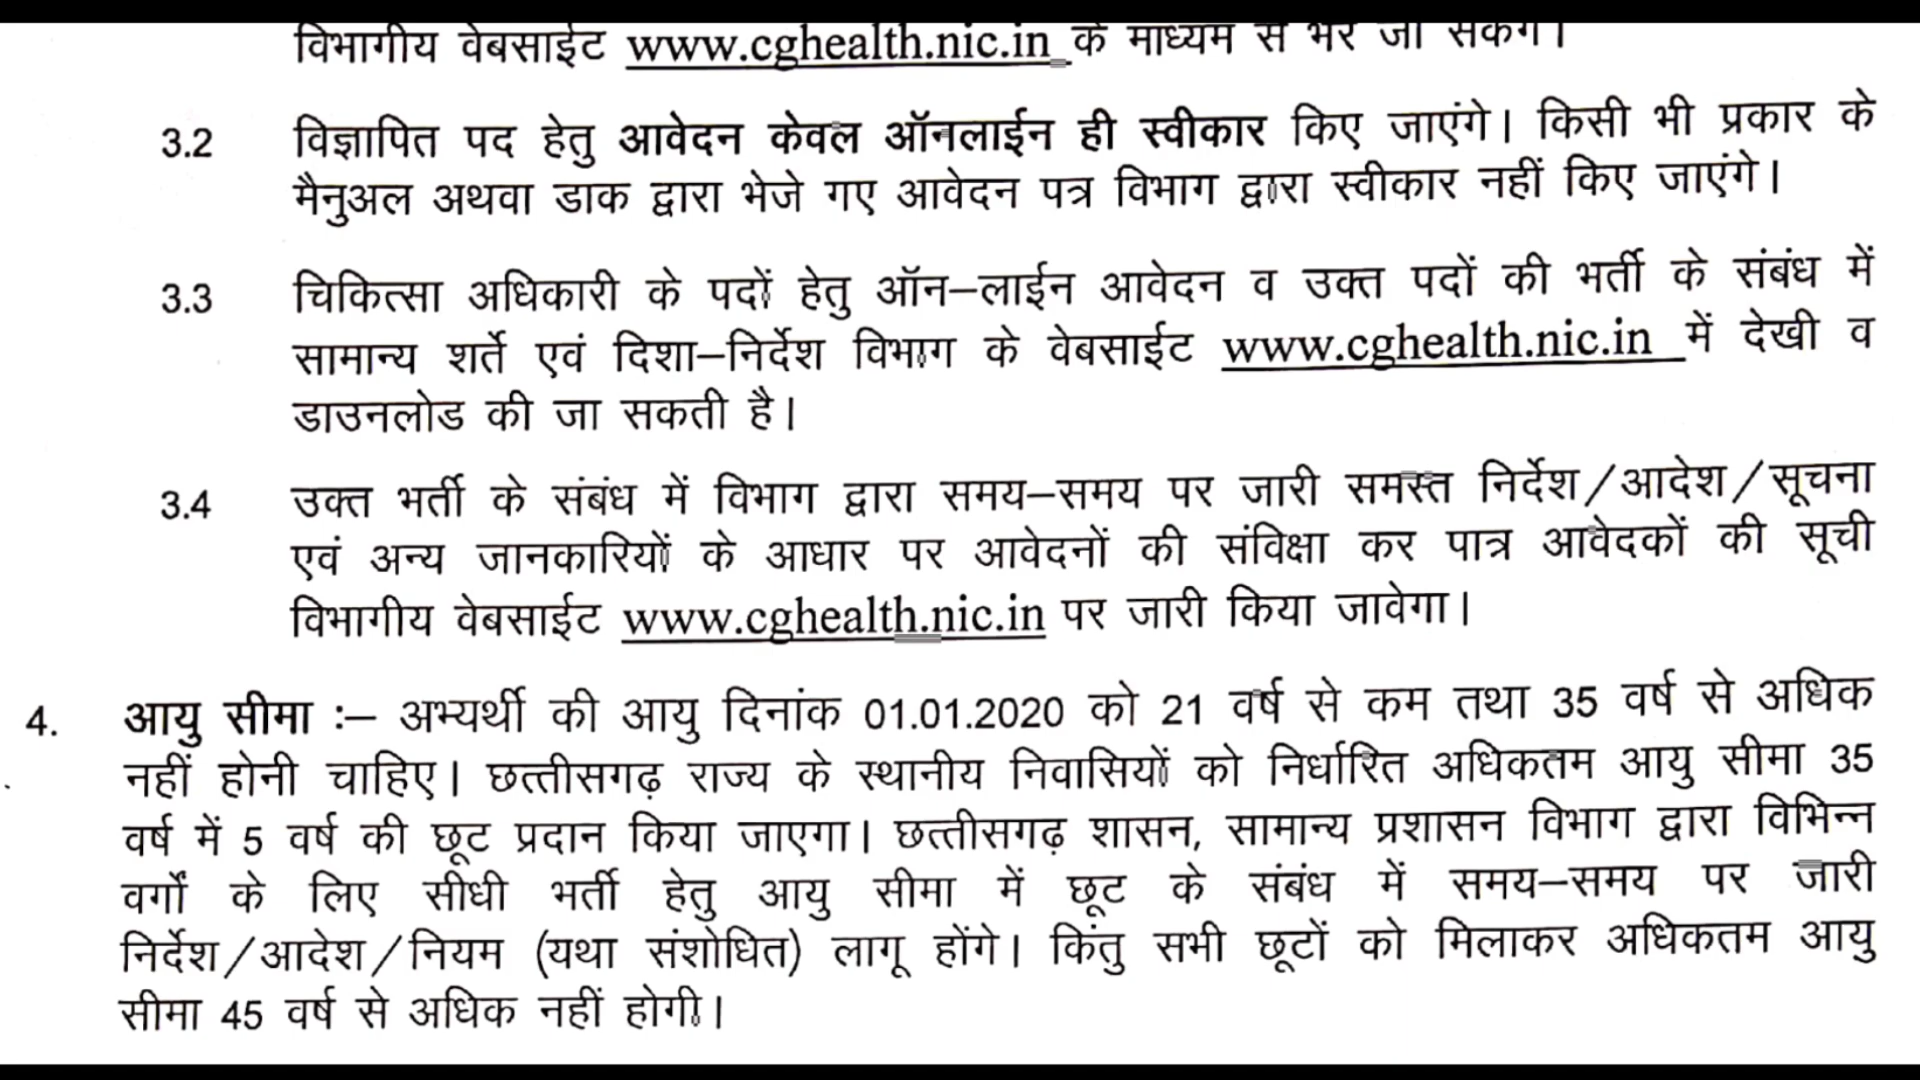 विभागीय वेबसाईट www.cghealth.nic.in के माध्यम से भरे जा सकेंगे।
3.2 विज्ञापित पद हेतु आवेदन केवल ऑनलाईन ही स्वीकार किए जाएंगे। किसी भी प्रकार के
मैनुअल अथवा डाक द्वारा भेजे गए आवेदन पत्र विभाग द्वारा स्वीकार नहीं किए जाएंगे।
3.3 चिकित्सा अधिकारी के पदों हेतु ऑन–लाईन आवेदन व उक्त पदों की भर्ती के संबंध में
सामान्य शर्ते एवं दिशा–निर्देश विभाग के वेबसाईट www.cghealth.nic.in में देखी व
डाउनलोड की जा सकती है।
3.4 उक्त भर्ती के संबंध में विभाग द्वारा समय–समय पर जारी समस्त निर्देश/आदेश/सूचना
एवं अन्य जानकारियों के आधार पर आवेदनों की संविक्षा कर पात्र आवेदकों की सूची
विभागीय वेबसाईट www.cghealth.nic.in पर जारी किया जावेगा।
4. आयु सीमा :– अभ्यर्थी की आयु दिनांक 01.01.2020 को 21 वर्ष से कम तथा 35 वर्ष से अधिक
नहीं होनी चाहिए। छत्तीसगढ़ राज्य के स्थानीय निवासियों को निर्धारित अधिकतम आयु सीमा 35
वर्ष में 5 वर्ष की छूट प्रदान किया जाएगा। छत्तीसगढ़ शासन, सामान्य प्रशासन विभाग द्वारा विभिन्न
वर्गों के लिए सीधी भर्ती हेतु आयु सीमा में छूट के संबंध में समय–समय पर जारी
निर्देश/आदेश/नियम (यथा संशोधित) लागू होंगे। किंतु सभी छूटों को मिलाकर अधिकतम आयु
सीमा 45 वर्ष से अधिक नहीं होगी।